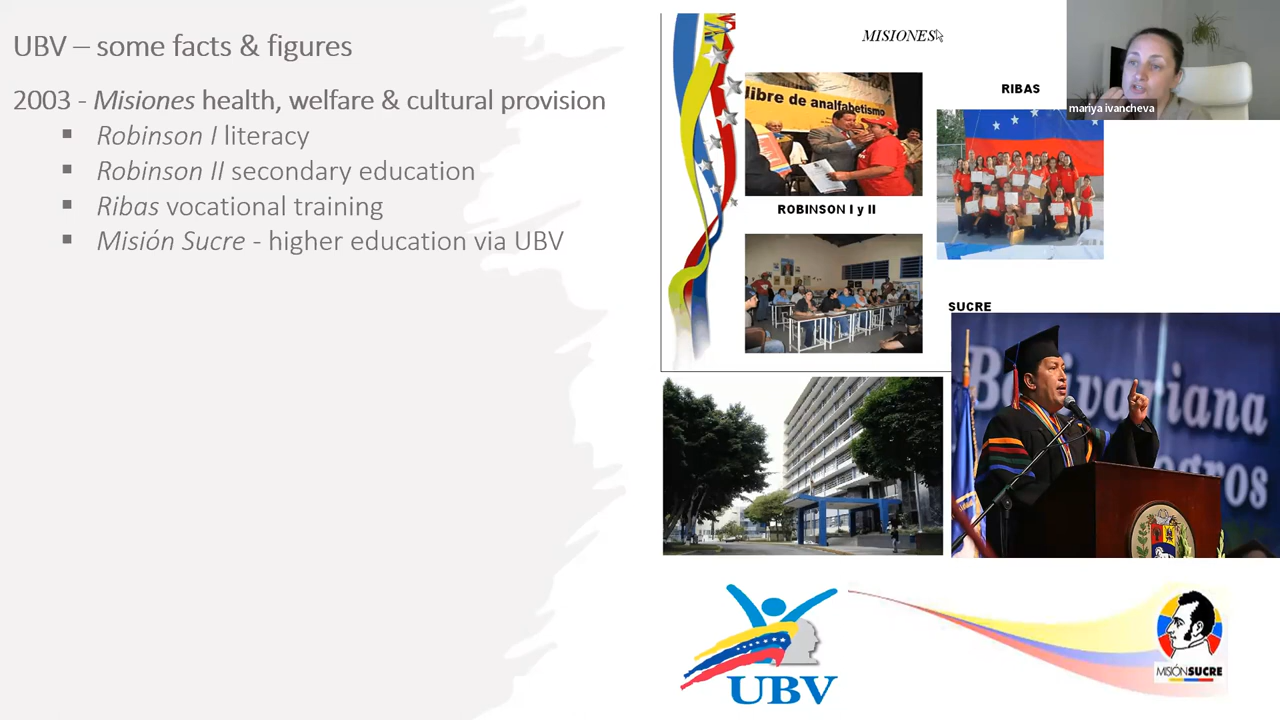 UBV – some facts & figures
2003 - Misiones health, welfare & cultural provision
▪ Robinson I literacy
▪ Robinson II secondary education
▪ Ribas vocational training
▪ Misión Sucre - higher education via UBV
MISIONES
libre de analfabetismo
ROBINSON I y II
RIBAS
mariya ivancheva
SUCRE
Bolivariana
ogros
UBV
MISIÓN SUCRE